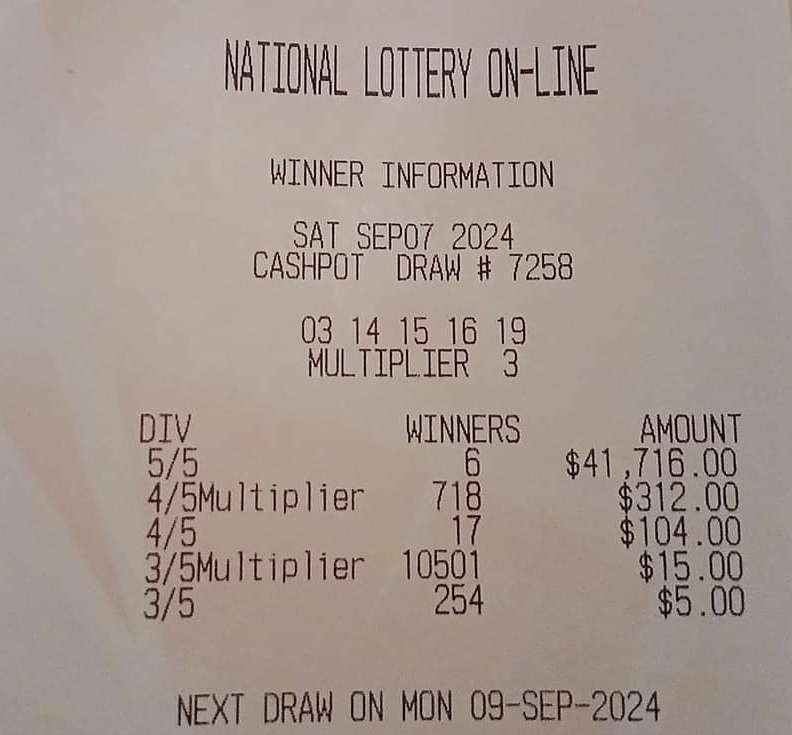 NATIONAL LOTTERY ON-LINE
WINNER INFORMATION
SAT SEP07 2024
CASHPOT DRAW # 7258
03 14 15 16 19
MULTIPLIER 3
DIV WINNERS AMOUNT
5/5 6 $41,716.00
4/5Multiplier 718 $312.00
4/5 17 $104.00
3/5Multiplier 10501 $15.00
3/5 254 $5.00
NEXT DRAW ON MON 09-SEP-2024